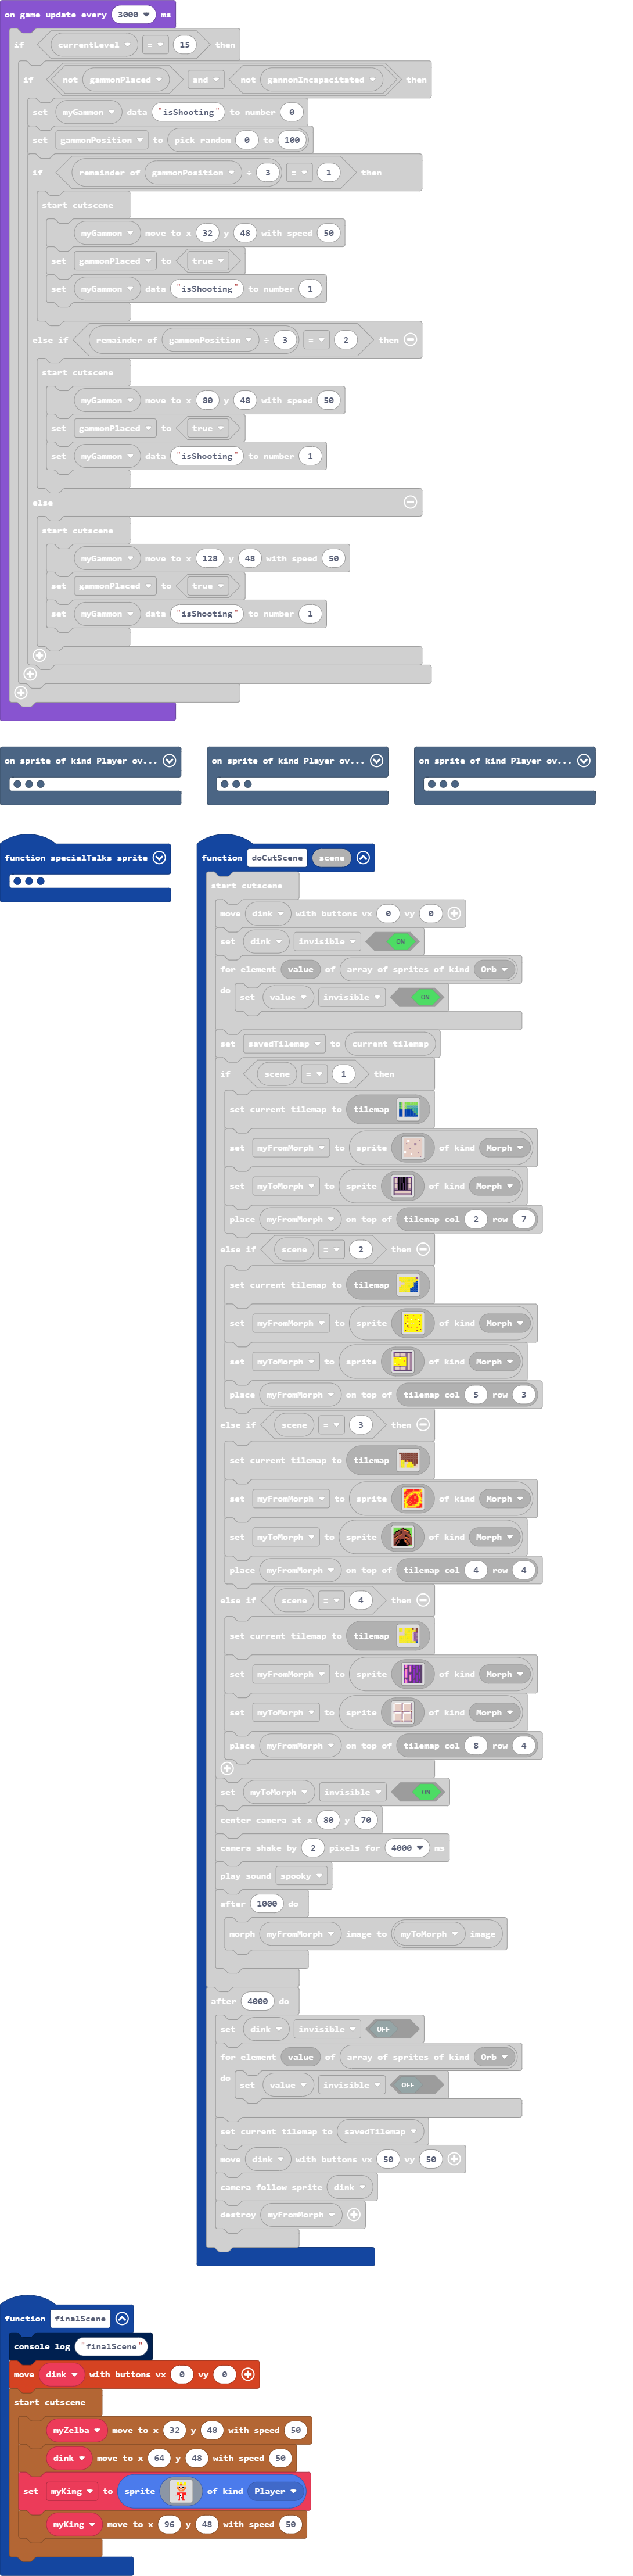 on game update every 3000 ms
if currentLevel = 15 then
if not gammonPlaced and not gannonIncapacitated then
set myGammon data "isShooting" to number 0
set gammonPosition to pick random 0 to 100
if remainder of gammonPosition ÷ 3 = 1 then
start cutscene
myGammon move to x 32 y 48 with speed 50
set gammonPlaced to true
set myGammon data "isShooting" to number 1
else if remainder of gammonPosition ÷ 3 = 2 then
start cutscene
myGammon move to x 80 y 48 with speed 50
set gammonPlaced to true
set myGammon data "isShooting" to number 1
else
start cutscene
myGammon move to x 128 y 48 with speed 50
set gammonPlaced to true
set myGammon data "isShooting" to number 1
on sprite of kind Player ov...
on sprite of kind Player ov...
on sprite of kind Player ov...
function specialTalks sprite
function doCutScene scene
start cutscene
move dink with buttons vx 0 vy 0
set dink invisible ON
for element value of array of sprites of kind Orb
do set value invisible ON
set savedTilemap to current tilemap
if scene = 1 then
set current tilemap to tilemap
set myFromMorph to sprite of kind Morph
set myToMorph to sprite of kind Morph
place myFromMorph on top of tilemap col 2 row 7
else if scene = 2 then
set current tilemap to tilemap
set myFromMorph to sprite of kind Morph
set myToMorph to sprite of kind Morph
place myFromMorph on top of tilemap col 5 row 3
else if scene = 3 then
set current tilemap to tilemap
set myFromMorph to sprite of kind Morph
set myToMorph to sprite of kind Morph
place myFromMorph on top of tilemap col 4 row 4
else if scene = 4 then
set current tilemap to tilemap
set myFromMorph to sprite of kind Morph
set myToMorph to sprite of kind Morph
place myFromMorph on top of tilemap col 8 row 4
set myToMorph invisible ON
center camera at x 80 y 70
camera shake by 2 pixels for 4000 ms
play sound spooky
after 1000 do
morph myFromMorph image to myToMorph image
after 4000 do
set dink invisible OFF
for element value of array of sprites of kind Orb
do set value invisible OFF
set current tilemap to savedTilemap
move dink with buttons vx 50 vy 50
camera follow sprite dink
destroy myFromMorph
function finalScene
console log "finalScene"
move dink with buttons vx 0 vy 0
start cutscene
myZelba move to x 32 y 48 with speed 50
dink move to x 64 y 48 with speed 50
set myKing to sprite of kind Player
myKing move to x 96 y 48 with speed 50